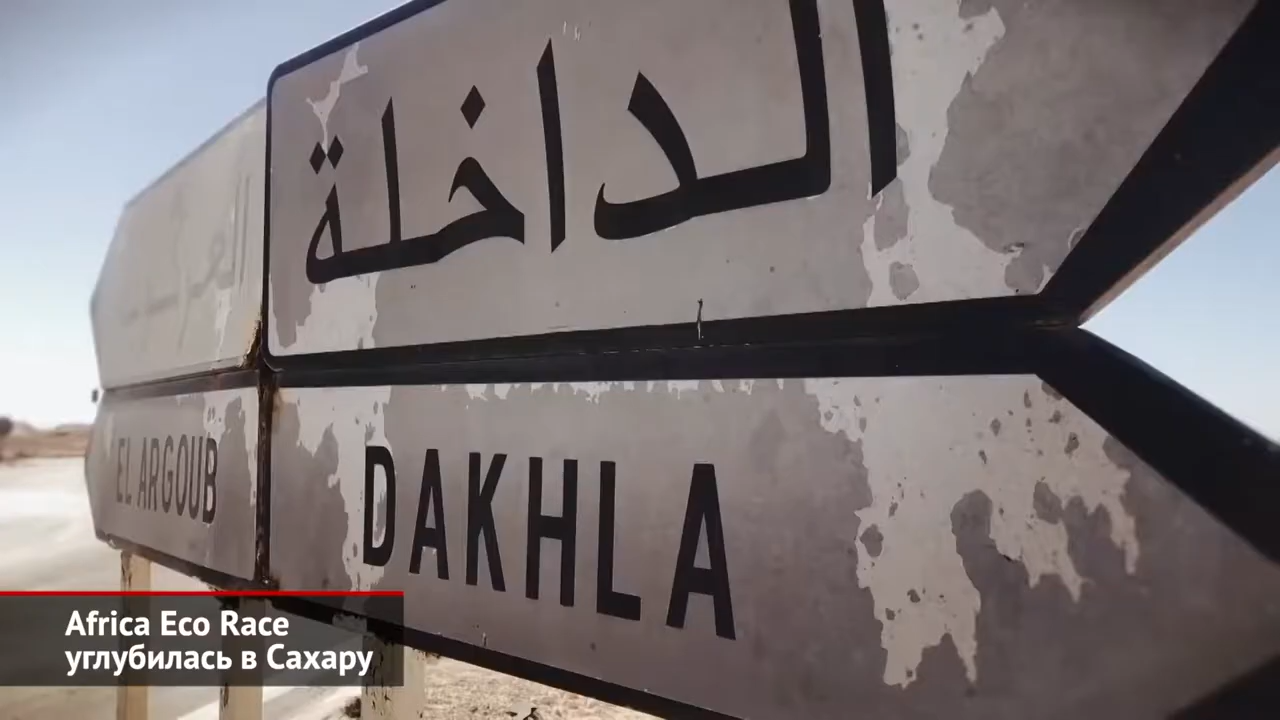 الداخلة
DAKHLA
EL ARGOUB
Africa Eco Race
углубилась в Сахару